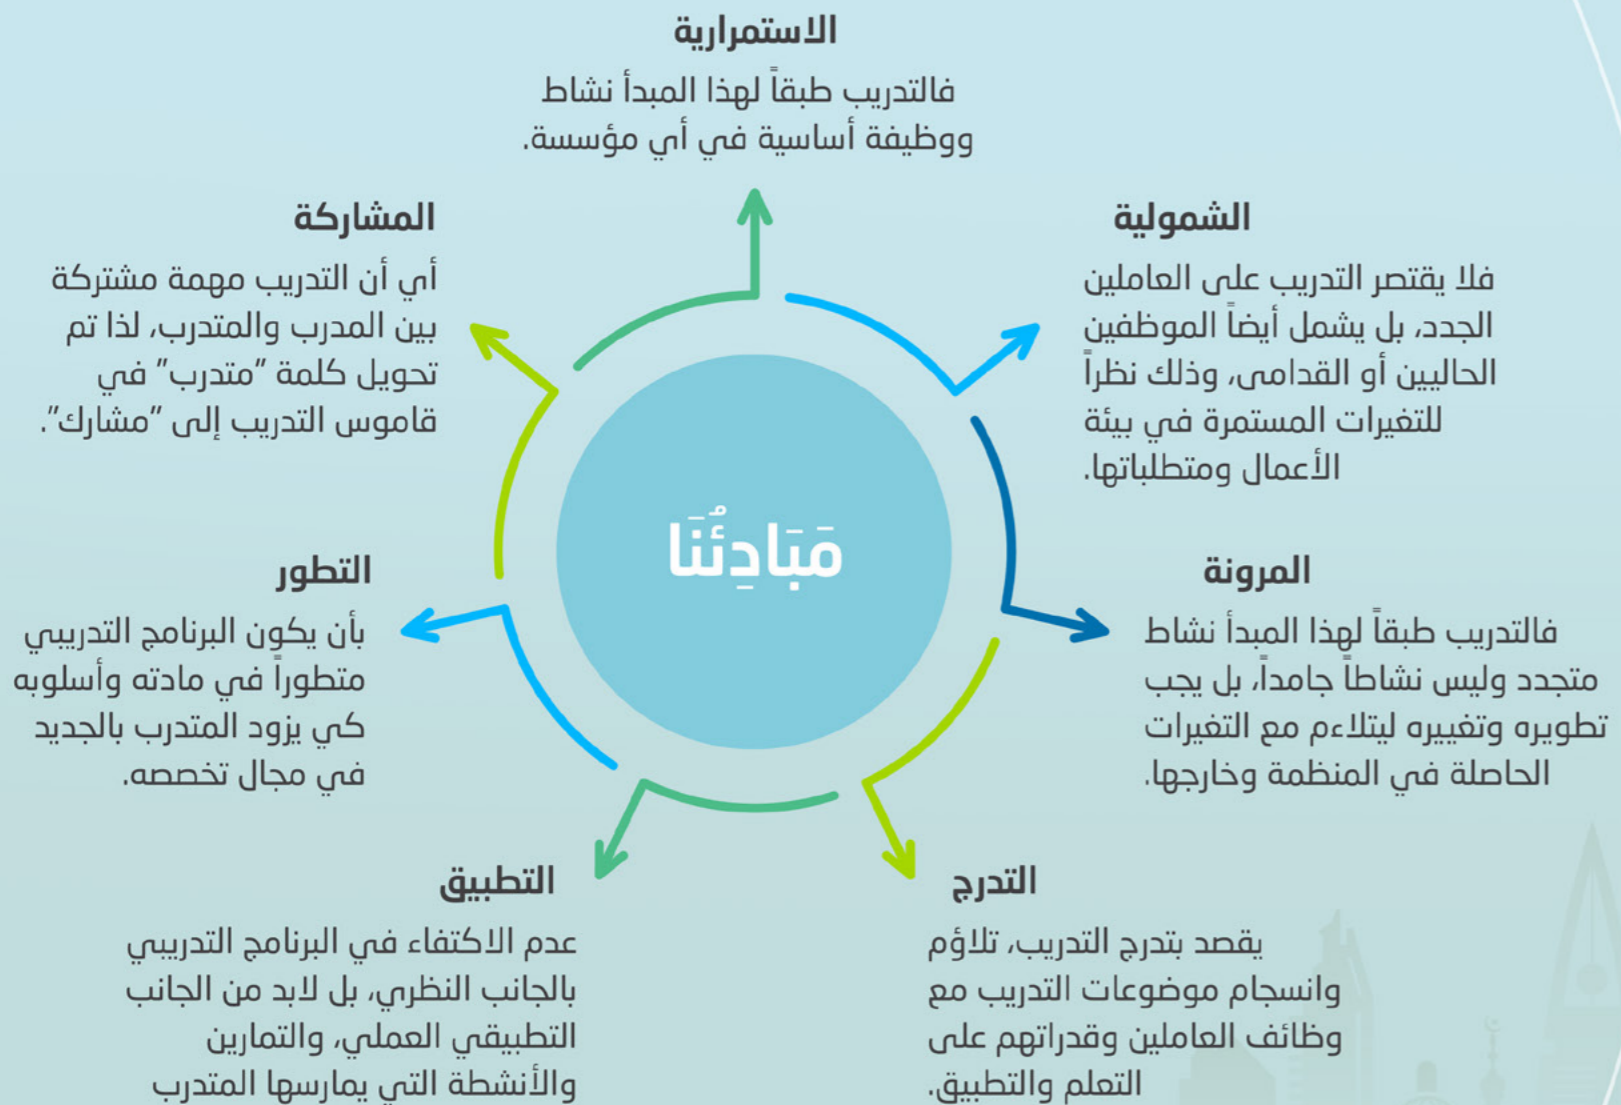 الاستمرارية
فالتدريب طبقاً لهذا المبدأ نشاط
ووظيفة أساسية في أي مؤسسة.
الشمولية
فلا يقتصر التدريب على العاملين
الجدد، بل يشمل أيضاً الموظفين
الحاليين أو القدامى، وذلك نظراً
للتغيرات المستمرة في بيئة
الأعمال ومتطلباتها.
المرونة
فالتدريب طبقاً لهذا المبدأ نشاط
متجدد وليس نشاطاً جامداً، بل يجب
تطويره وتغييره ليتلاءم مع التغيرات
الحاصلة في المنظمة وخارجها.
التدرج
يقصد بتدرج التدريب، تلاؤم
وانسجام موضوعات التدريب مع
وظائف العاملين وقدراتهم على
التعلم والتطبيق.
التطبيق
عدم الاكتفاء في البرنامج التدريبي
بالجانب النظري، بل لابد من الجانب
التطبيقي العملي، والتمارين
والأنشطة التي يمارسها المتدرب
التطور
بأن يكون البرنامج التدريبي
متطوراً في مادته وأسلوبه
كي يزود المتدرب بالجديد
في مجال تخصصه.
المشاركة
أي أن التدريب مهمة مشتركة
بين المدرب والمتدرب، لذا تم
تحويل كلمة "متدرب" في
قاموس التدريب إلى "مشارك".
مَبَادِئُنَا